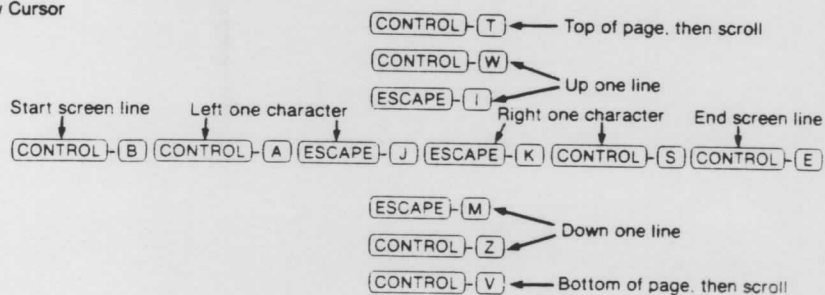 Cursor
CONTROL-T Top of page, then scroll
CONTROL-W
Up one line
ESCAPE-I
Start screen line Left one character Right one character End screen line
CONTROL-B CONTROL-A ESCAPE-J ESCAPE-K CONTROL-S CONTROL-E
ESCAPE-M
Down one line
CONTROL-Z
CONTROL-V Bottom of page, then scroll